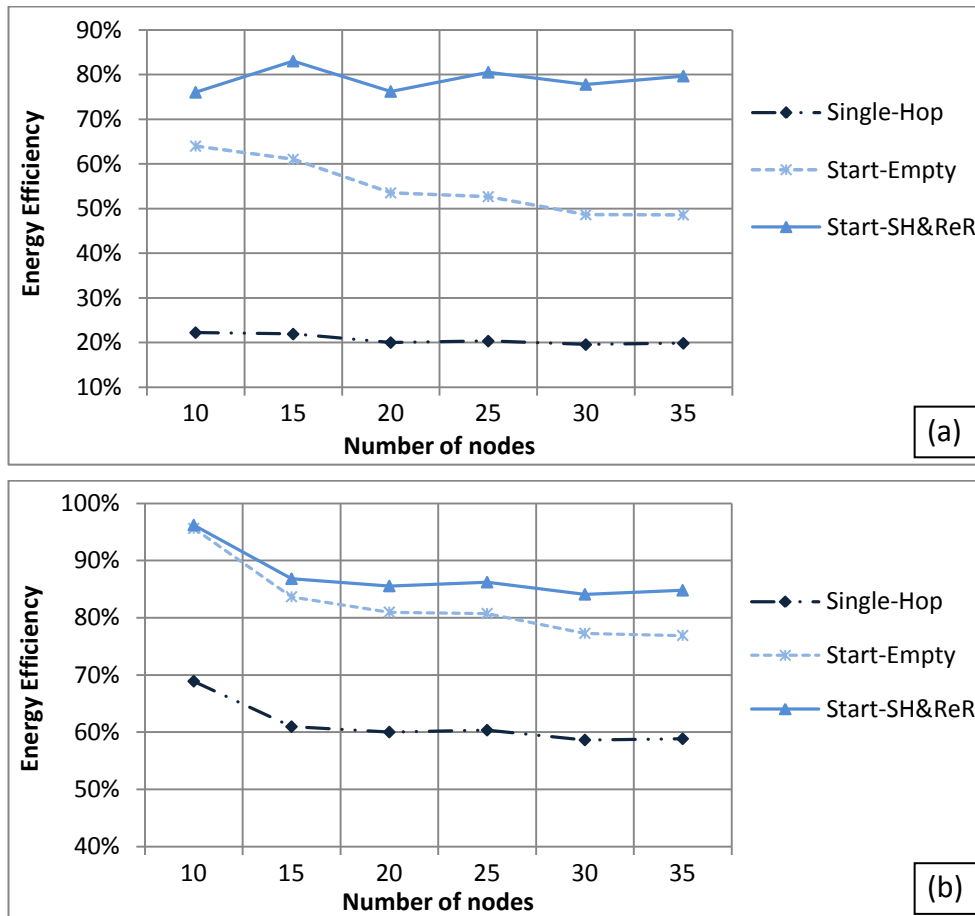 90%
80%
70%
60%
50%
40%
30%
20%
10%
Energy Efficiency
10 15 20 25 30 35
Number of nodes
Single-Hop
Start-Empty
Start-SH&ReR
(a)
100%
90%
80%
70%
60%
50%
40%
Energy Efficiency
10 15 20 25 30 35
Number of nodes
Single-Hop
Start-Empty
Start-SH&ReR
(b)